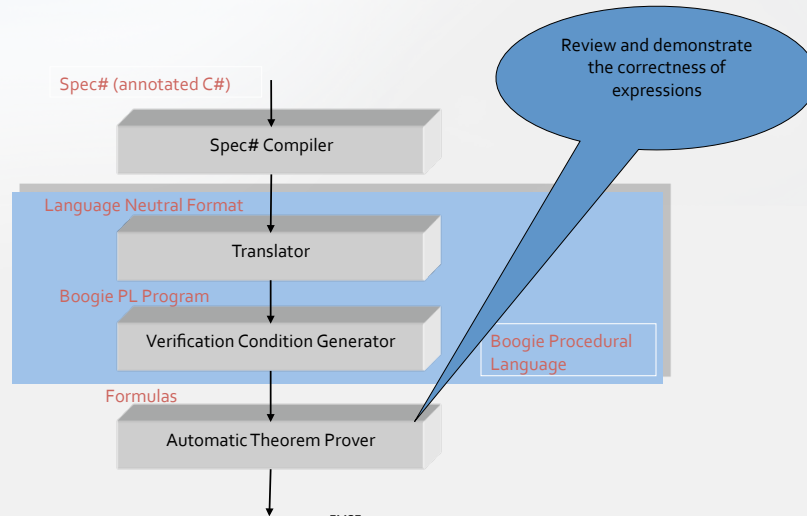 Review and demonstrate
the correctness of
expressions
Spec# (annotated C#)
Spec# Compiler
Language Neutral Format
Translator
Boogie PL Program
Verification Condition Generator
Boogie Procedural
Language
Formulas
Automatic Theorem Prover